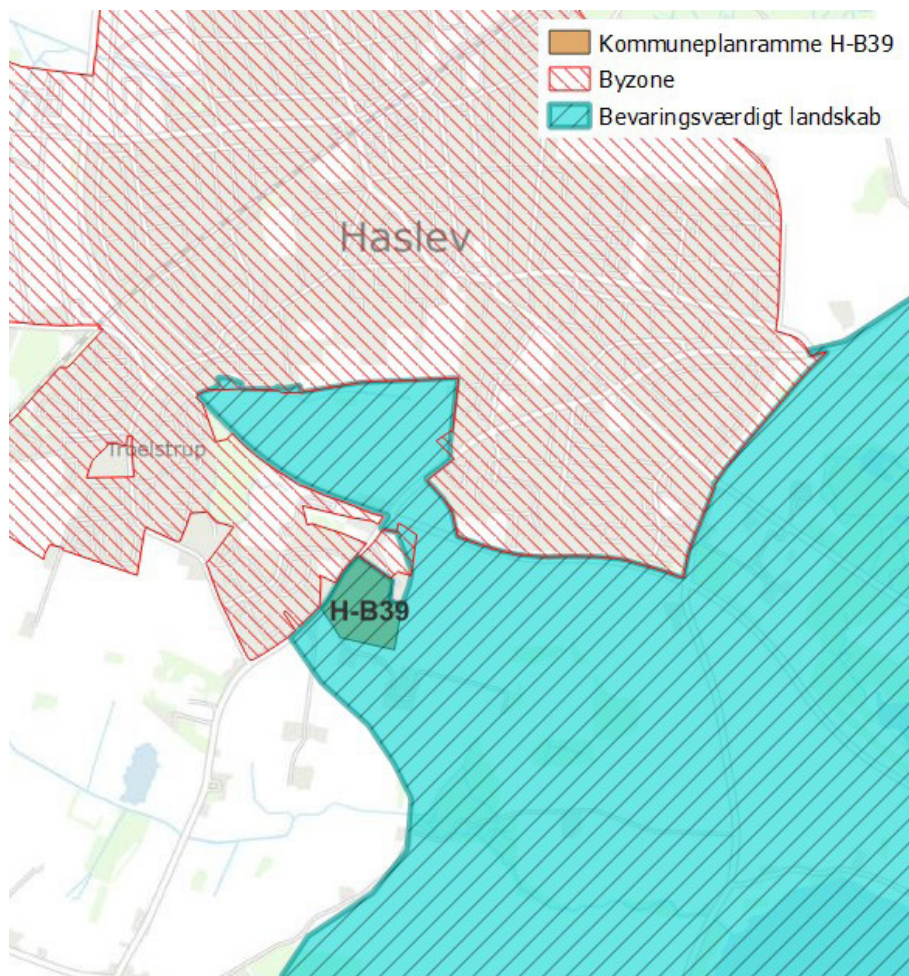 Kommuneplanramme H-B39
Byzone
Bevaringsværdigt landskab
Haslev
Troelstrup
H-B39